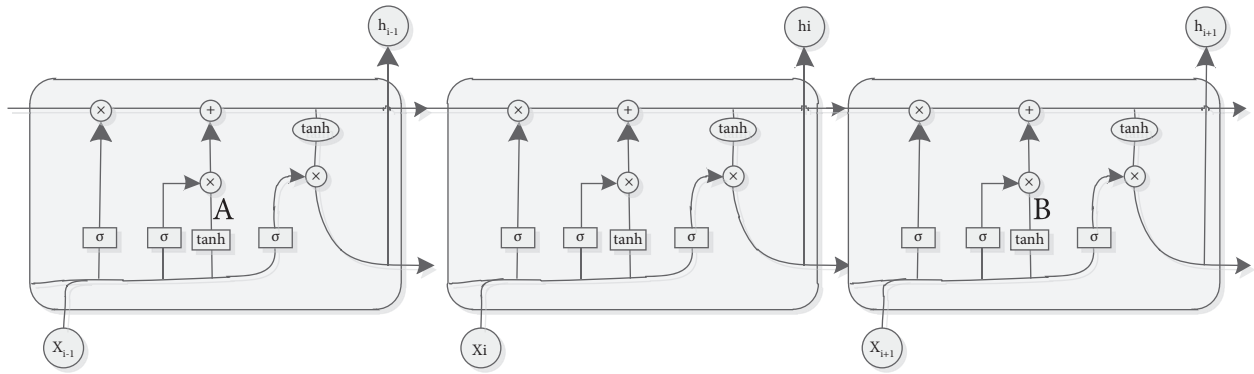 h_{i-1} hi h_{i+1}
× + × + × +
tanh tanh tanh
× × × × × ×
A B
σ σ tanh σ σ σ tanh σ σ σ tanh σ
X_{i-1} Xi X_{i+1}